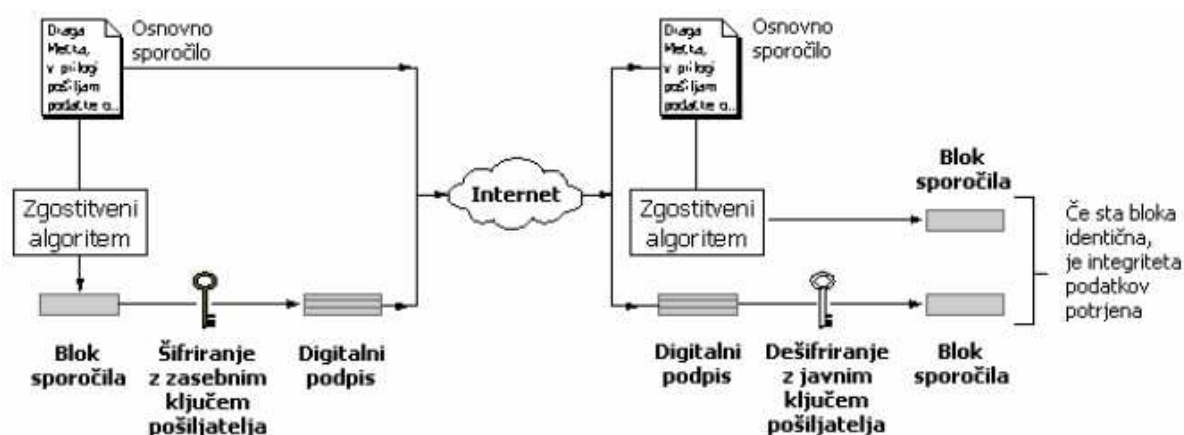 Draga
Metka,
v prilogi
pošiljam
podatke o..
Osnovno
sporočilo
Zgostitveni
algoritem
Blok
sporočila
Šifriranje
z zasebnim
ključem
pošiljatelja
Digitalni
podpis
Internet
Draga
Metka,
v prilogi
pošiljam
podatke o..
Osnovno
sporočilo
Zgostitveni
algoritem
Blok
sporočila
Digitalni
podpis
Dešifriranje
z javnim
ključem
pošiljatelja
Blok
sporočila
Če sta bloka
identična,
je integriteta
podatkov
potrjena